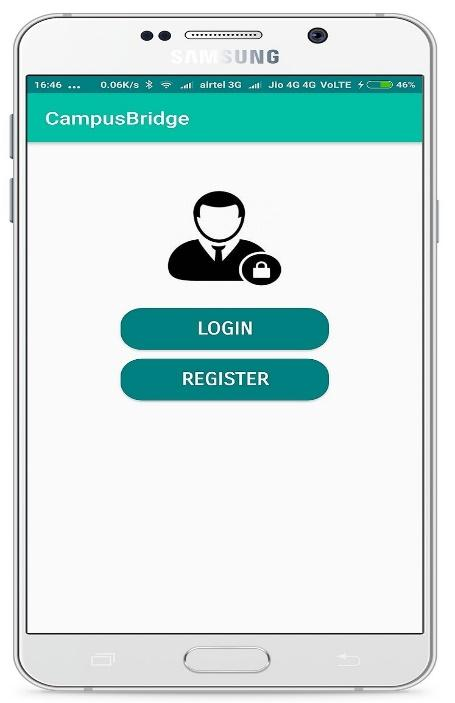 SAMSUNG
16:46 ... 0.06K/s airtel 3G Jio 4G 4G VoLTE 46%
CampusBridge
LOGIN
REGISTER